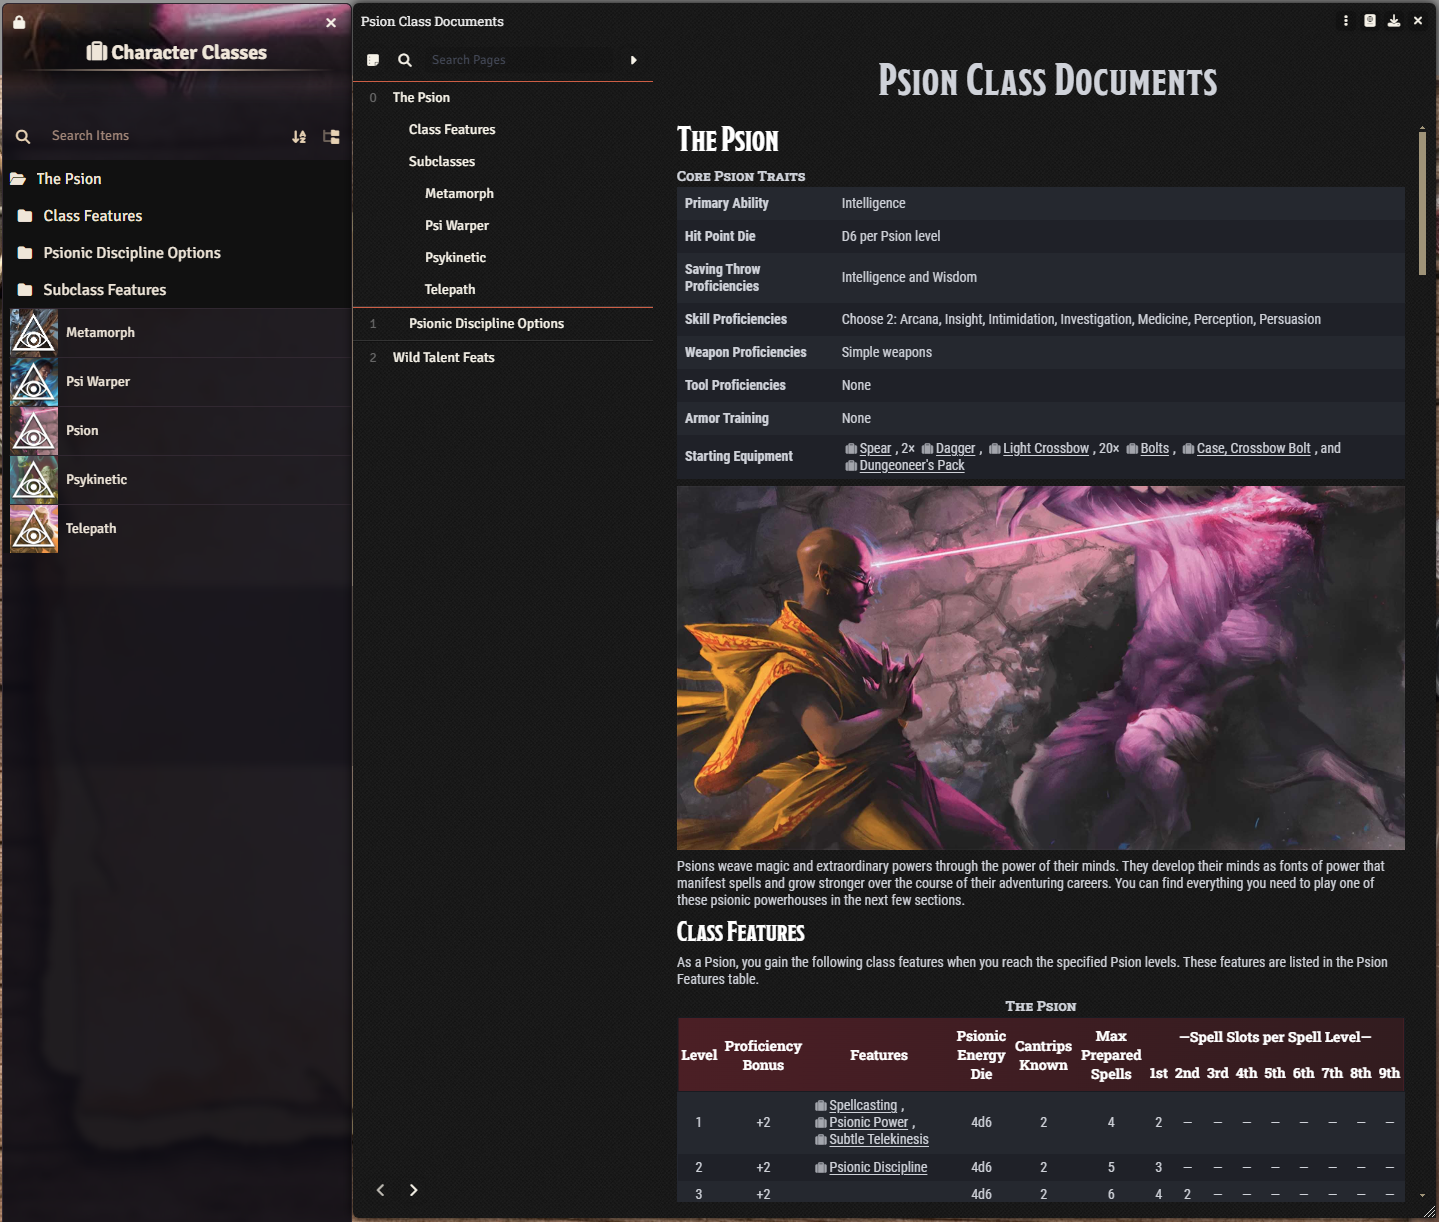 Character Classes
Search Items
The Psion
Class Features
Psionic Discipline Options
Subclass Features
Metamorph
Psi Warper
Psion
Psykinetic
Telepath
Psion Class Documents
Search Pages
0 The Psion
Class Features
Subclasses
Metamorph
Psi Warper
Psykinetic
Telepath
1 Psionic Discipline Options
2 Wild Talent Feats
Psion Class Documents
The Psion
Core Psion Traits
Primary Ability Intelligence
Hit Point Die D6 per Psion level
Saving Throw
Proficiencies
Intelligence and Wisdom
Skill Proficiencies Choose 2: Arcana, Insight, Intimidation, Investigation, Medicine, Perception, Persuasion
Weapon Proficiencies Simple weapons
Tool Proficiencies None
Armor Training None
Starting Equipment
Spear , 2× Dagger , Light Crossbow , 20× Bolts , Case, Crossbow Bolt , and
Dungeoneer's Pack
Psions weave magic and extraordinary powers through the power of their minds. They develop their minds as fonts of power that
manifest spells and grow stronger over the course of their adventuring careers. You can find everything you need to play one of
these psionic powerhouses in the next few sections.
Class Features
As a Psion, you gain the following class features when you reach the specified Psion levels. These features are listed in the Psion
Features table.
The Psion
Level
Proficiency
Bonus
Features
Psionic
Energy
Die
Cantrips
Known
Max
Prepared
Spells
—Spell Slots per Spell Level—
1st 2nd 3rd 4th 5th 6th 7th 8th 9th
1 +2
Spellcasting ,
Psionic Power ,
Subtle Telekinesis
4d6 2 4 2 — — — — — — — —
2 +2 Psionic Discipline 4d6 2 5 3 — — — — — — — —
3 +2 4d6 2 6 4 2 — — — — — — —